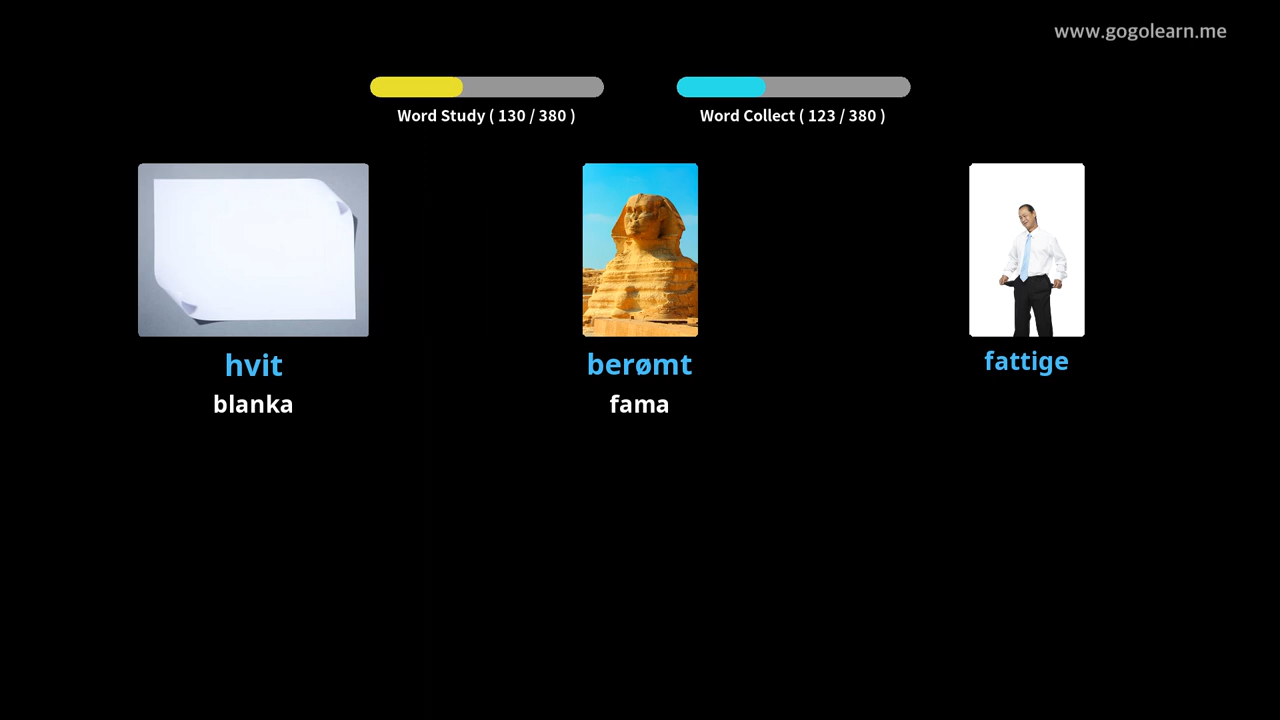 www.gogolearn.me
Word Study ( 130 / 380 )
Word Collect ( 123 / 380 )
hvit
blanka
berømt
fama
fattige